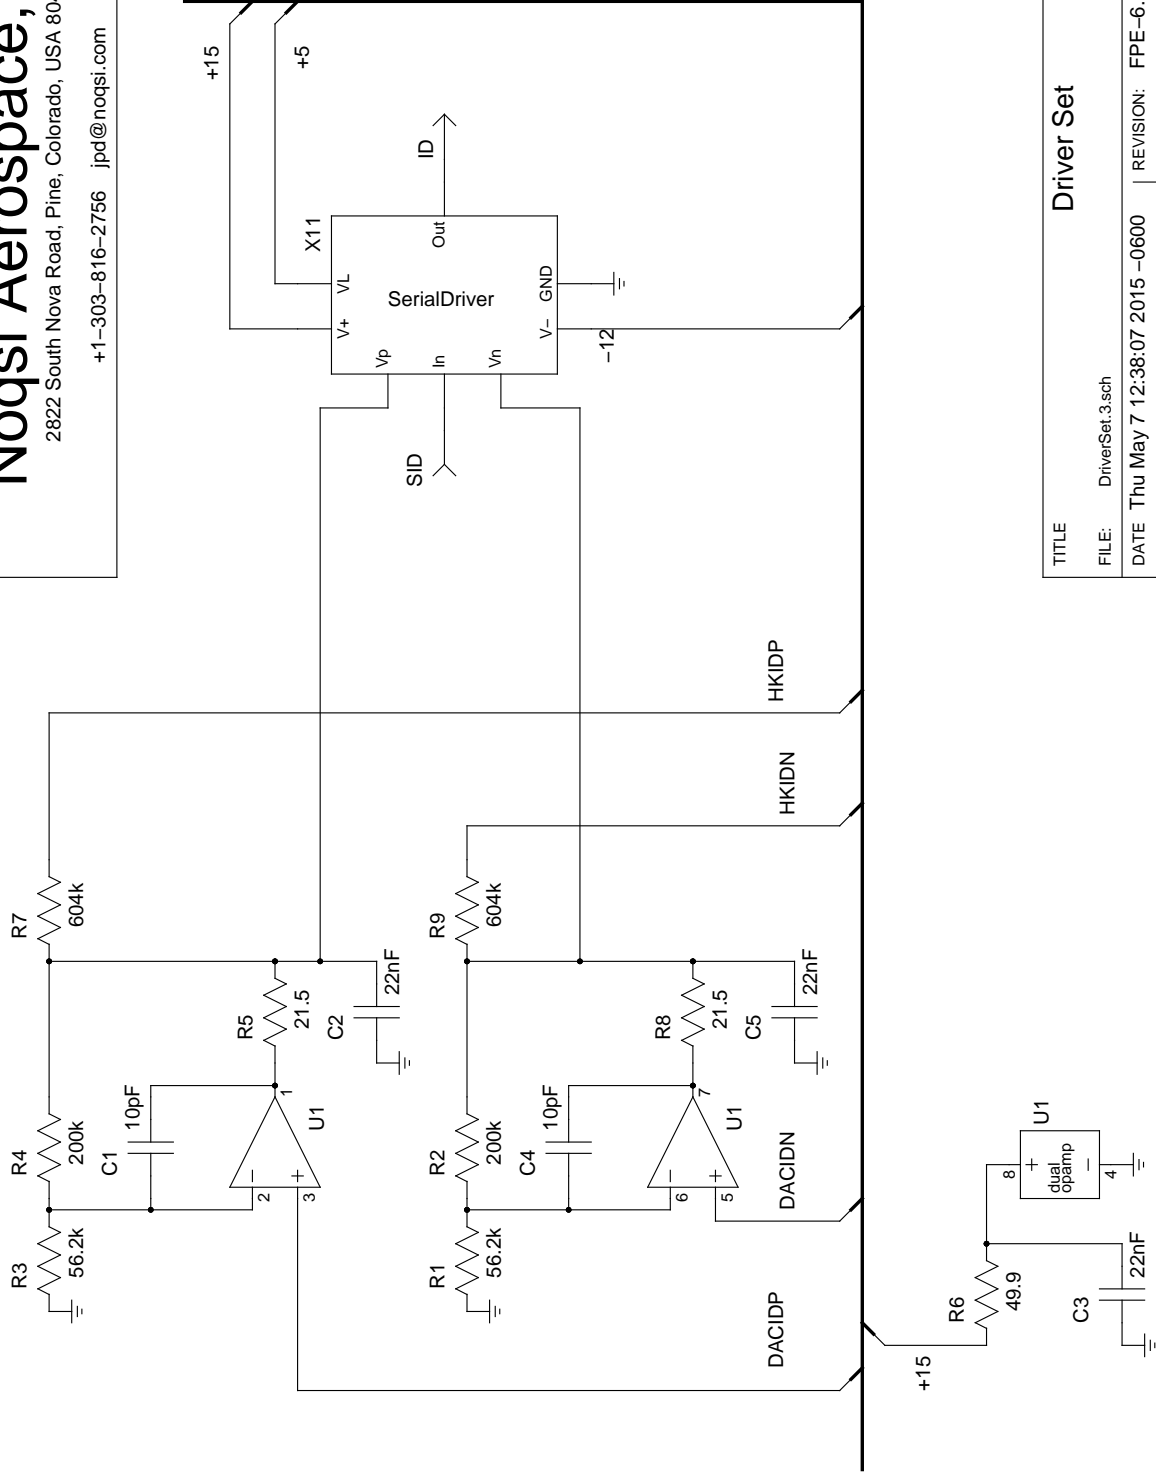 Noqsi Aerospace,
2822 South Nova Road, Pine, Colorado, USA 804
+1−303−816−2756 jpd@noqsi.com
+15
+5
ID
X11
Out
V+
VL
SerialDriver
Vp
In
Vn
V−
GND
−12
SID
HKIDP
HKIDN
R7
604k
R9
604k
R4
200k
C1
10pF
R5
21.5
C2
22nF
1
U1
2
3
R3
56.2k
R2
200k
C4
10pF
R8
21.5
C5
22nF
7
U1
6
5
R1
56.2k
DACIDN
DACIDP
+15
R6
49.9
C3
22nF
U1
8
dual
opamp
4
TITLE
Driver Set
FILE: DriverSet.3.sch
DATE Thu May 7 12:38:07 2015 −0600
REVISION: FPE−6.